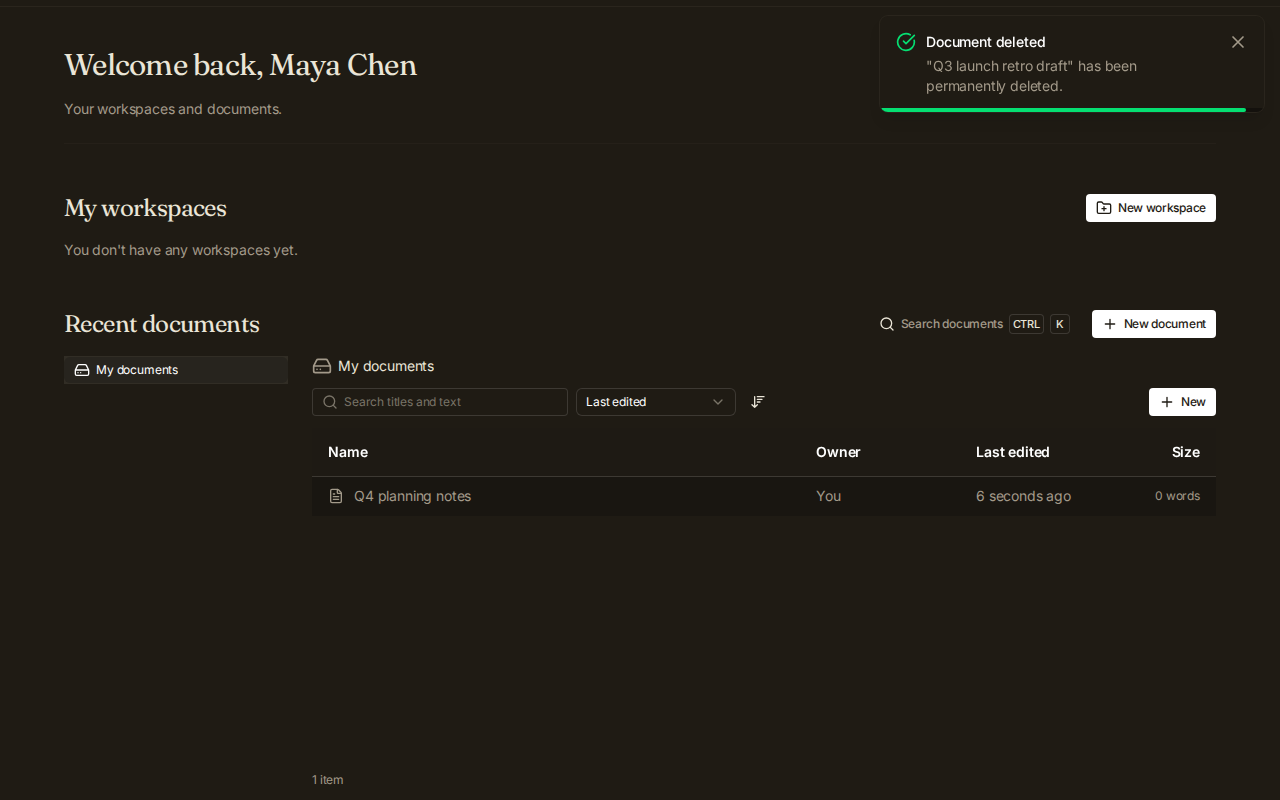 Welcome back, Maya Chen
Your workspaces and documents.
Document deleted
"Q3 launch retro draft" has been
permanently deleted.
My workspaces
New workspace
You don't have any workspaces yet.
Recent documents
Search documents CTRL K
New document
My documents
My documents
Search titles and text
Last edited
New
Name Owner Last edited Size
Q4 planning notes You 6 seconds ago 0 words
1 item